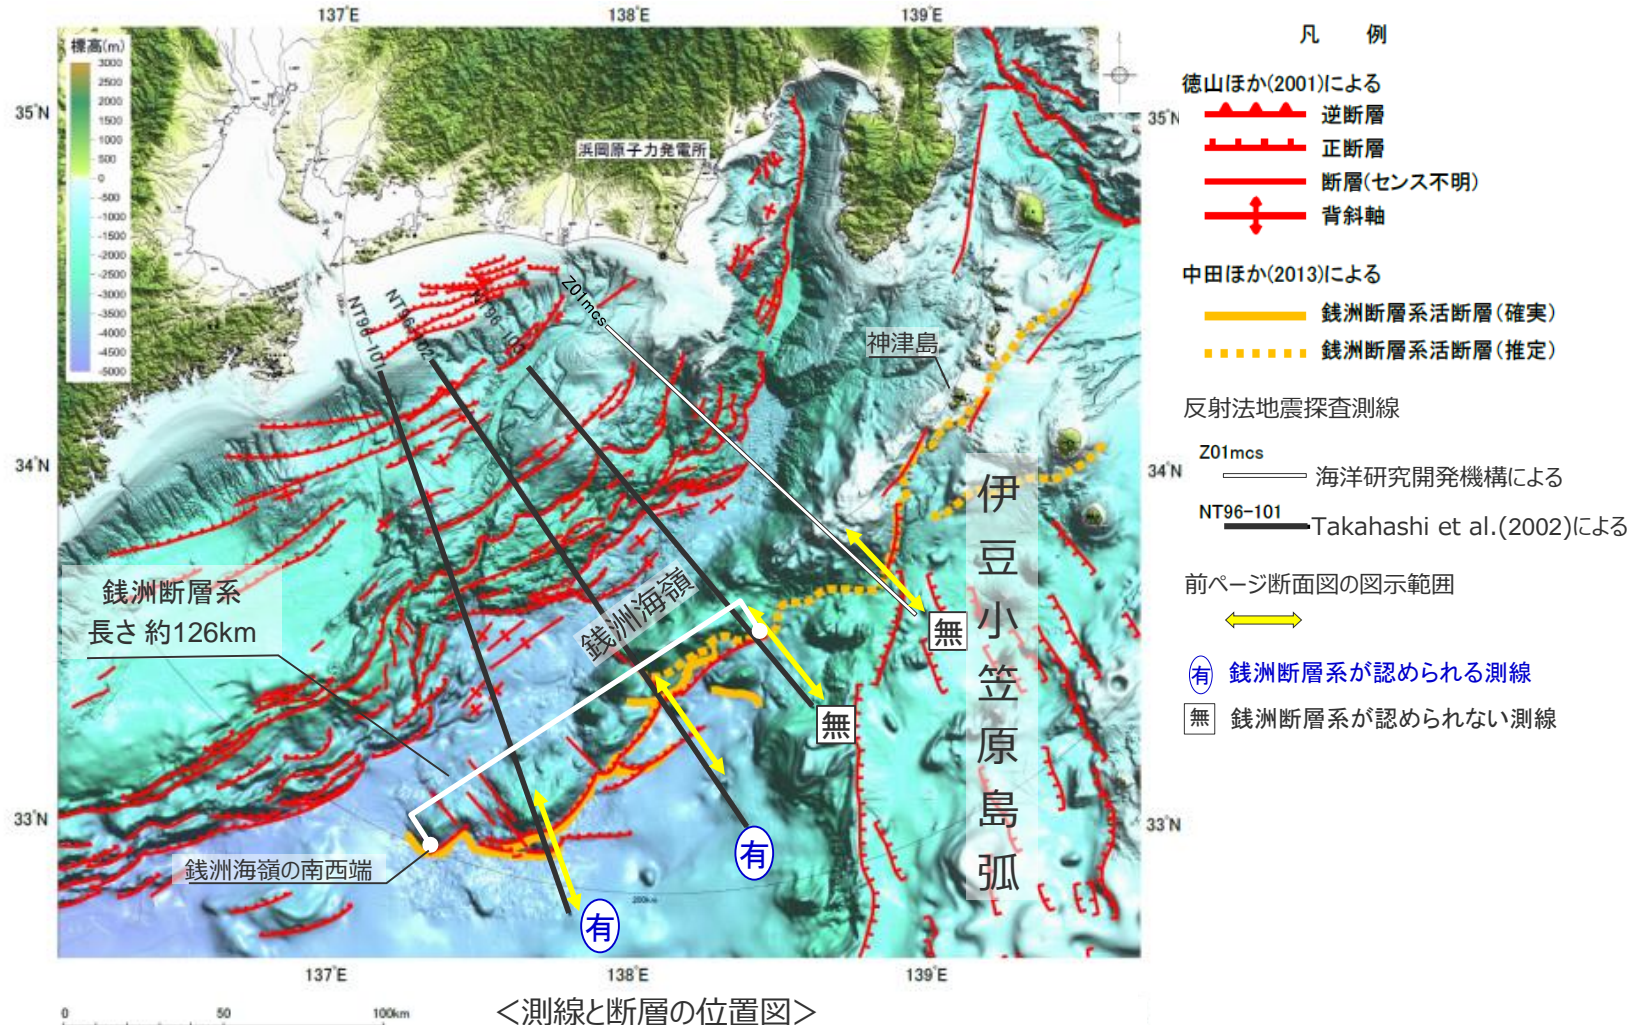 137°E
138°E
139°E
標高(m)
3000
2500
2000
1500
1000
500
0
-500
-1000
-1500
-2000
-2500
-3000
-3500
-4000
-4500
-5000
35°N
35°N
34°N
34°N
33°N
33°N
浜岡原子力発電所
神津島
NT96-101
NT96-102
NT96-103
Z01mcs
銭洲断層系
長さ 約126km
銭洲海嶺
銭洲海嶺の南西端
伊豆小笠原島弧
無
無
有
有
200km
137°E
138°E
139°E
0 50 100km
＜測線と断層の位置図＞
凡 例
徳山ほか(2001)による
逆断層
正断層
断層(センス不明)
背斜軸
中田ほか(2013)による
銭洲断層系活断層(確実)
銭洲断層系活断層(推定)
反射法地震探査測線
Z01mcs
海洋研究開発機構による
NT96-101
Takahashi et al.(2002)による
前ページ断面図の図示範囲
有 銭洲断層系が認められる測線
無 銭洲断層系が認められない測線